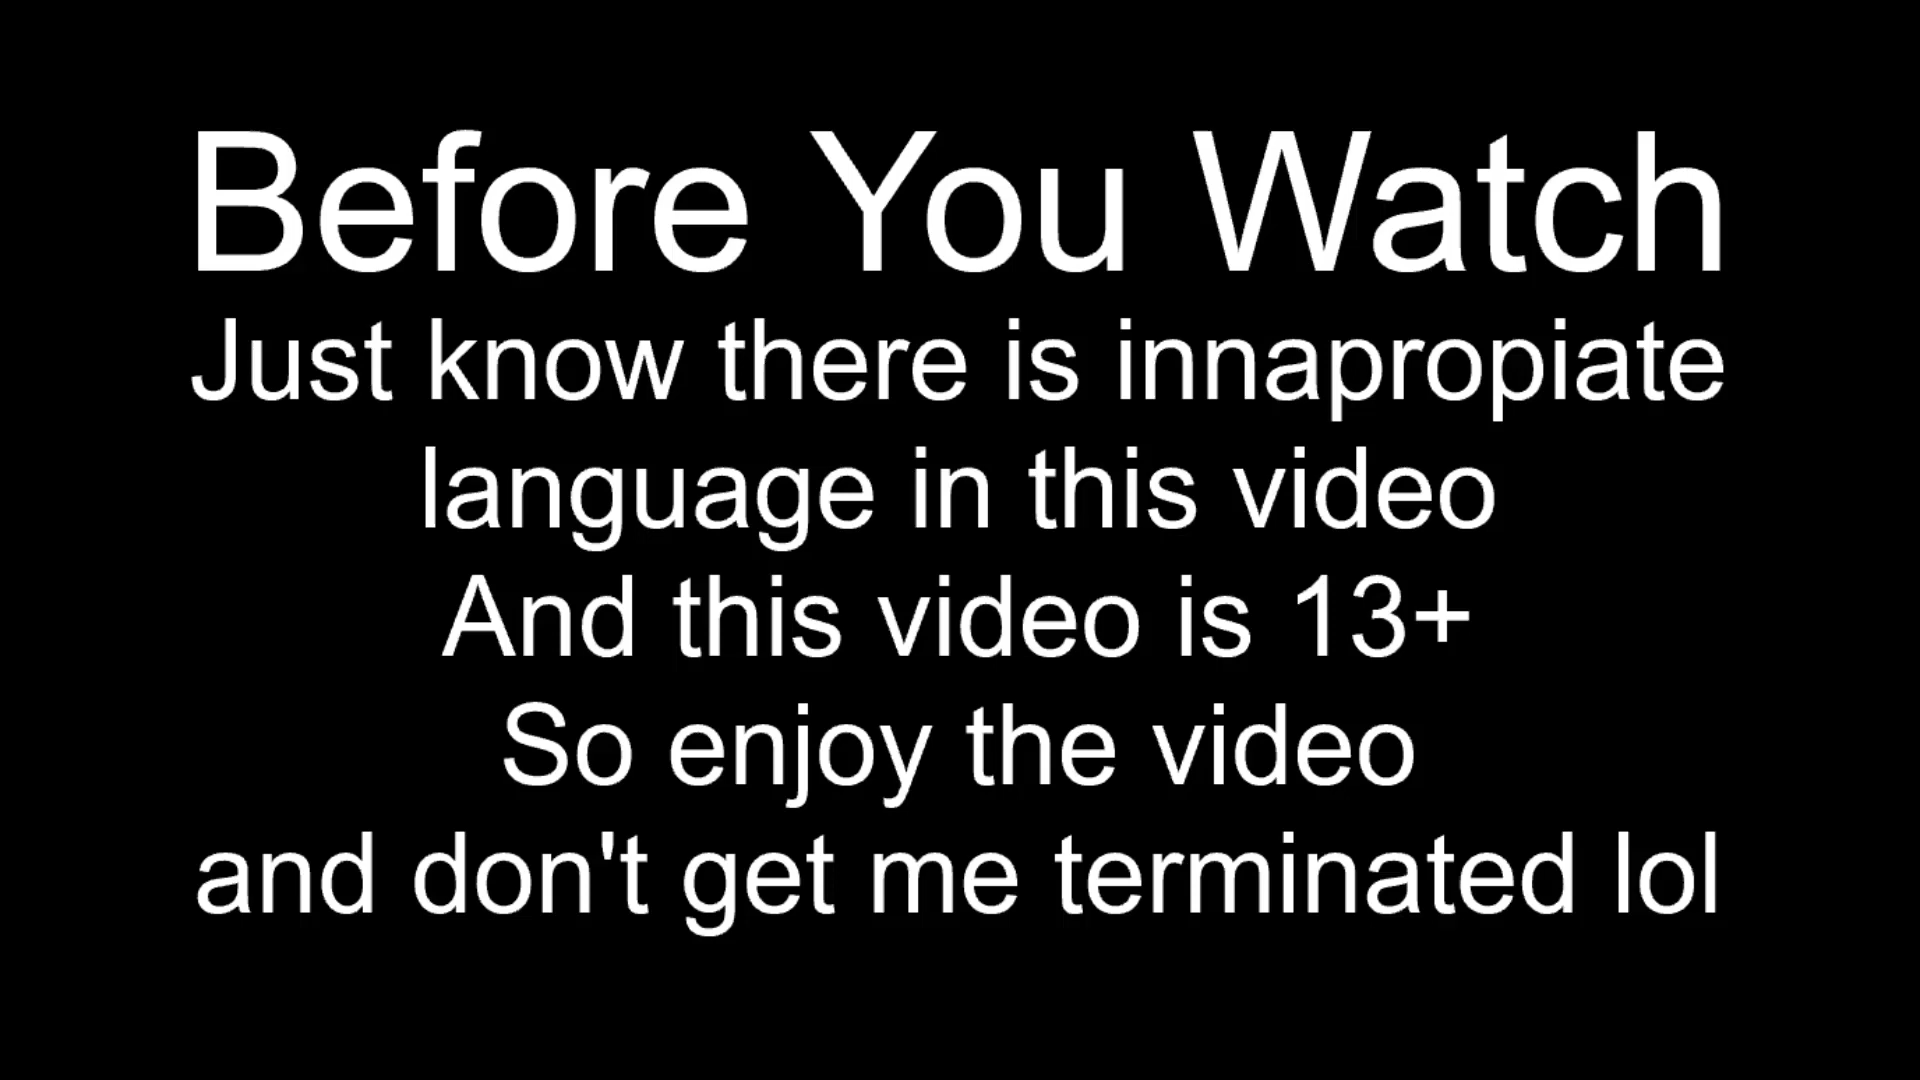 Before You Watch
Just know there is innapropiate
language in this video
And this video is 13+
So enjoy the video
and don't get me terminated lol